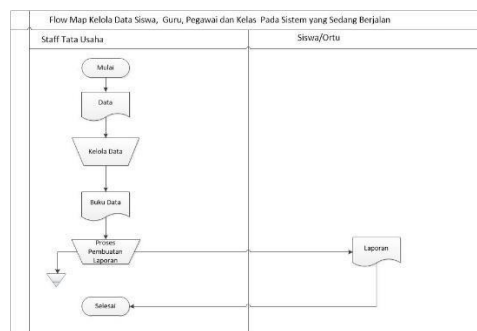 Flow Map Kelola Data Siswa, Guru, Pegawai dan Kelas Pada Sistem yang Sedang Berjalan
Staff Tata Usaha
Siswa/Ortu
Mulai
Data
Kelola Data
Buku Data
Proses
Pembuatan
Laporan
Laporan
Selesai